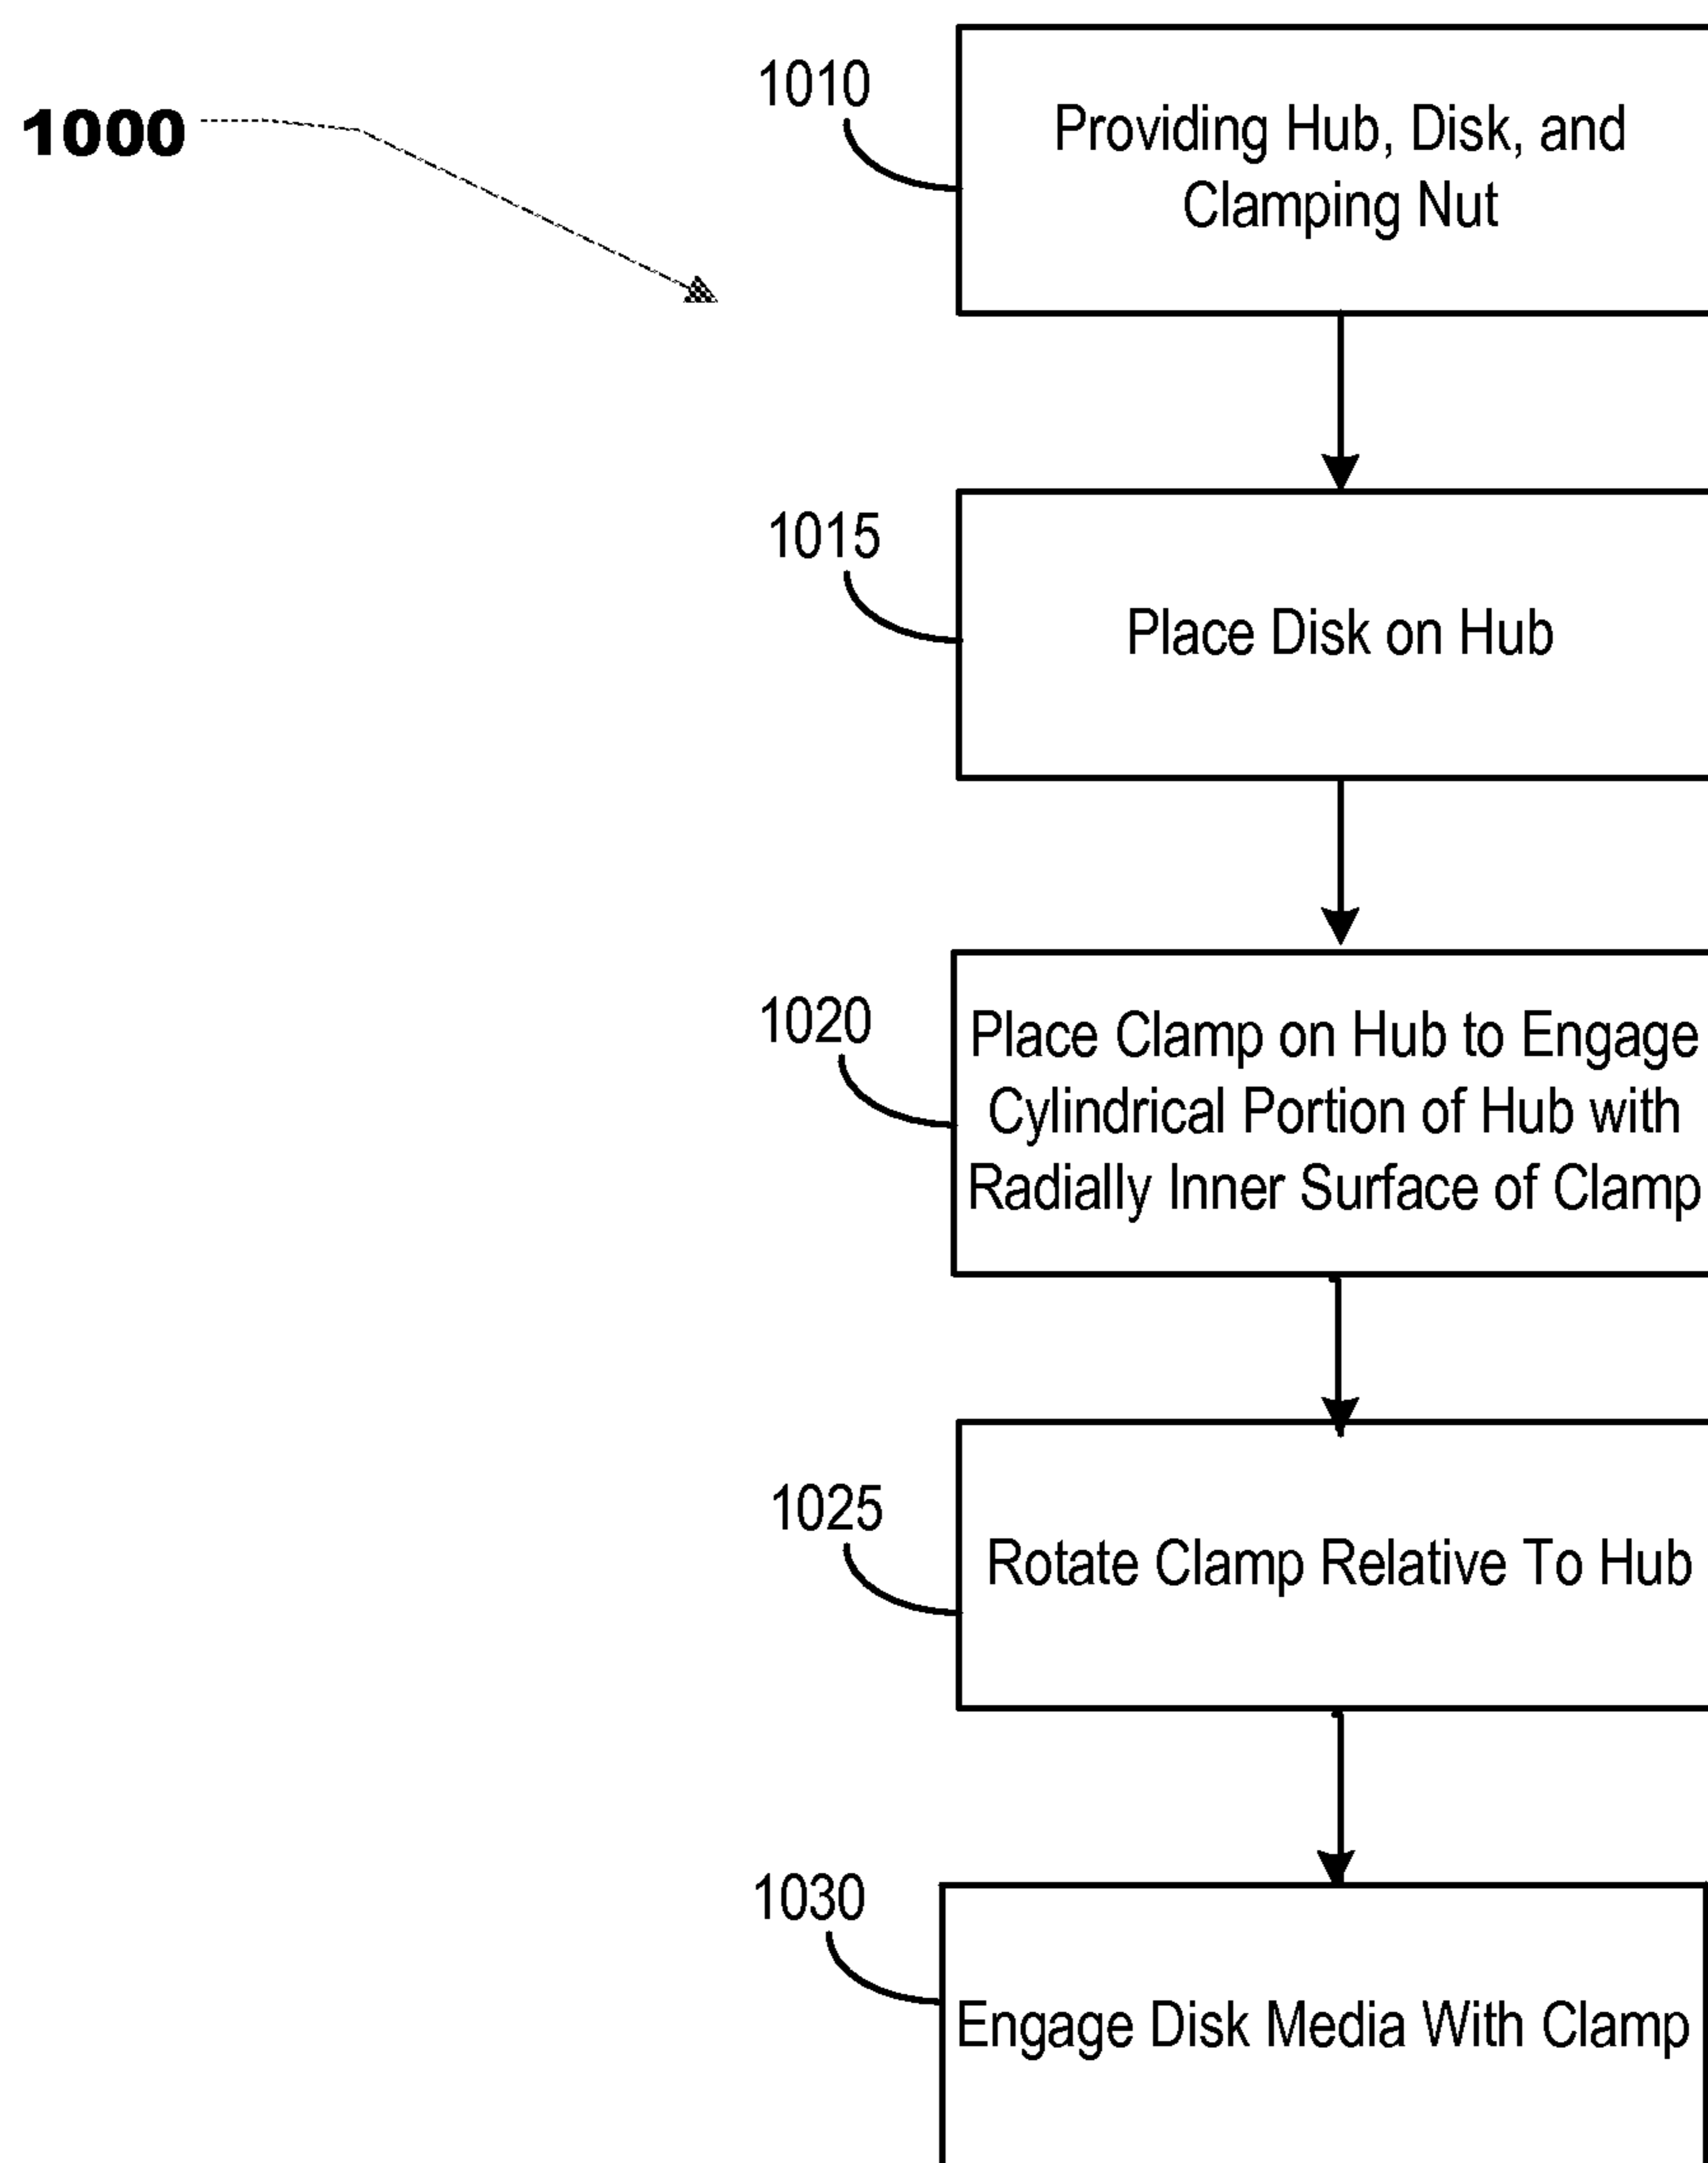 1000
1010
Providing Hub, Disk, and
Clamping Nut
1015
Place Disk on Hub
1020
Place Clamp on Hub to Engage
Cylindrical Portion of Hub with
Radially Inner Surface of Clamp
1025
Rotate Clamp Relative To Hub
1030
Engage Disk Media With Clamp